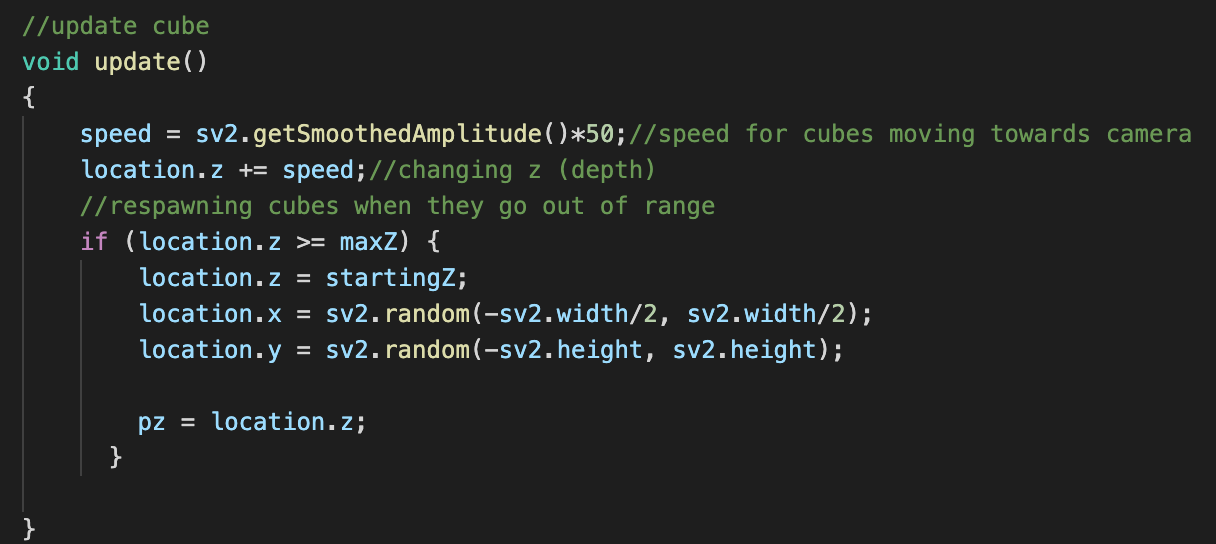 //update cube
void update()
{
    speed = sv2.getSmoothedAmplitude()*50;//speed for cubes moving towards camera
    location.z += speed;//changing z (depth)
    //respawning cubes when they go out of range
    if (location.z >= maxZ) {
        location.z = startingZ;
        location.x = sv2.random(-sv2.width/2, sv2.width/2);
        location.y = sv2.random(-sv2.height, sv2.height);

        pz = location.z;
      }

}